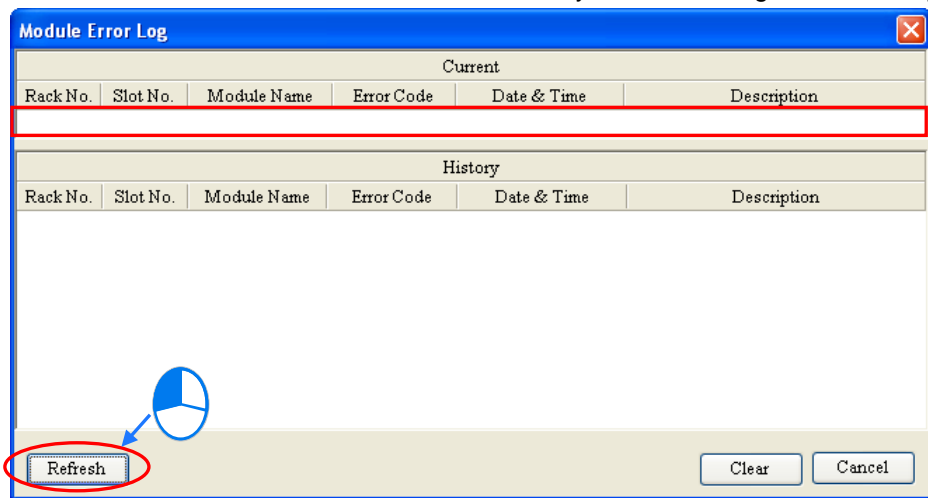 Module Error Log
Current
Rack No. Slot No. Module Name Error Code Date & Time Description
History
Rack No. Slot No. Module Name Error Code Date & Time Description
Refresh Clear Cancel